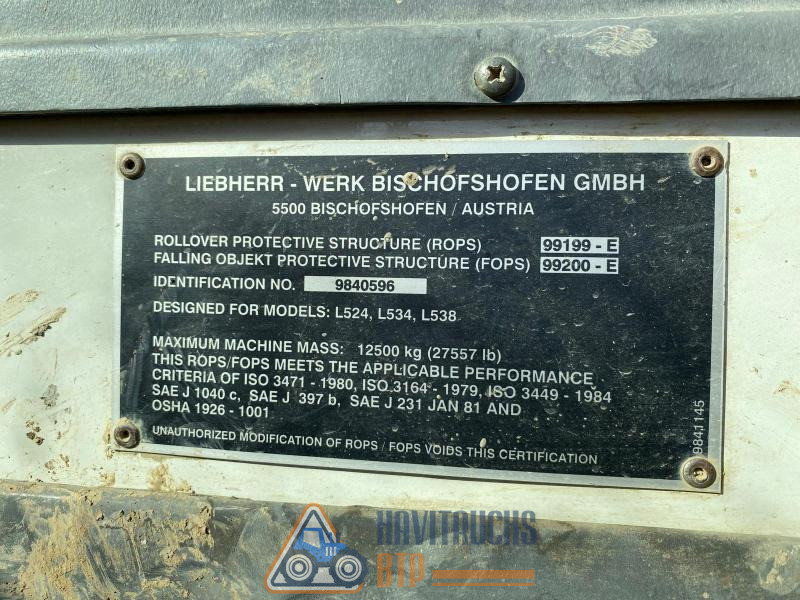 LIEBHERR - WERK BISCHOFSHOFEN GMBH
5500 BISCHOFSHOFEN / AUSTRIA
ROLLOVER PROTECTIVE STRUCTURE (ROPS) 99199 - E
FALLING OBJEKT PROTECTIVE STRUCTURE (FOPS) 99200 - E
IDENTIFICATION NO. 9840596
DESIGNED FOR MODELS: L524, L534, L538
MAXIMUM MACHINE MASS: 12500 kg (27557 lb)
THIS ROPS/FOPS MEETS THE APPLICABLE PERFORMANCE
CRITERIA OF ISO 3471 - 1980, ISO 3164 - 1979, ISO 3449 - 1984
SAE J 1040 c, SAE J 397 b, SAE J 231 JAN 81 AND
OSHA 1926 - 1001
UNAUTHORIZED MODIFICATION OF ROPS / FOPS VOIDS THIS CERTIFICATION
9841145
HAVITRUCKS
BTP